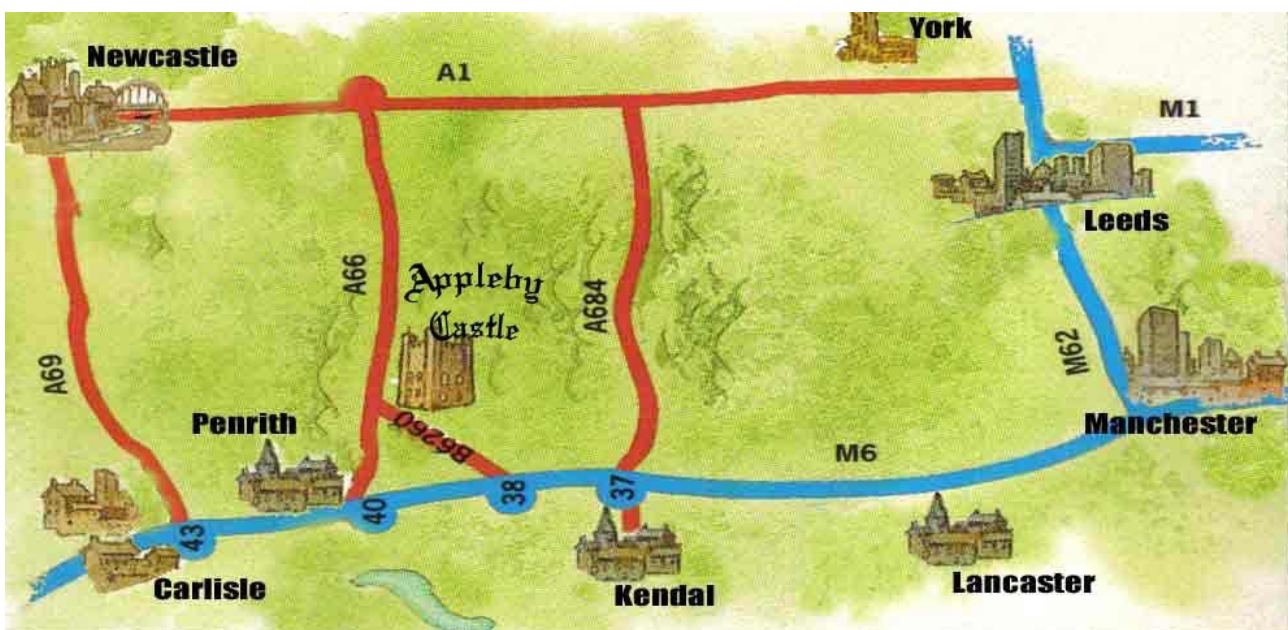 York
Newcastle
A1
M1
Leeds
A66
Appleby
Castle
A684
A69
M62
Penrith
B6260
Manchester
M6
38
37
40
43
Carlisle
Kendal
Lancaster